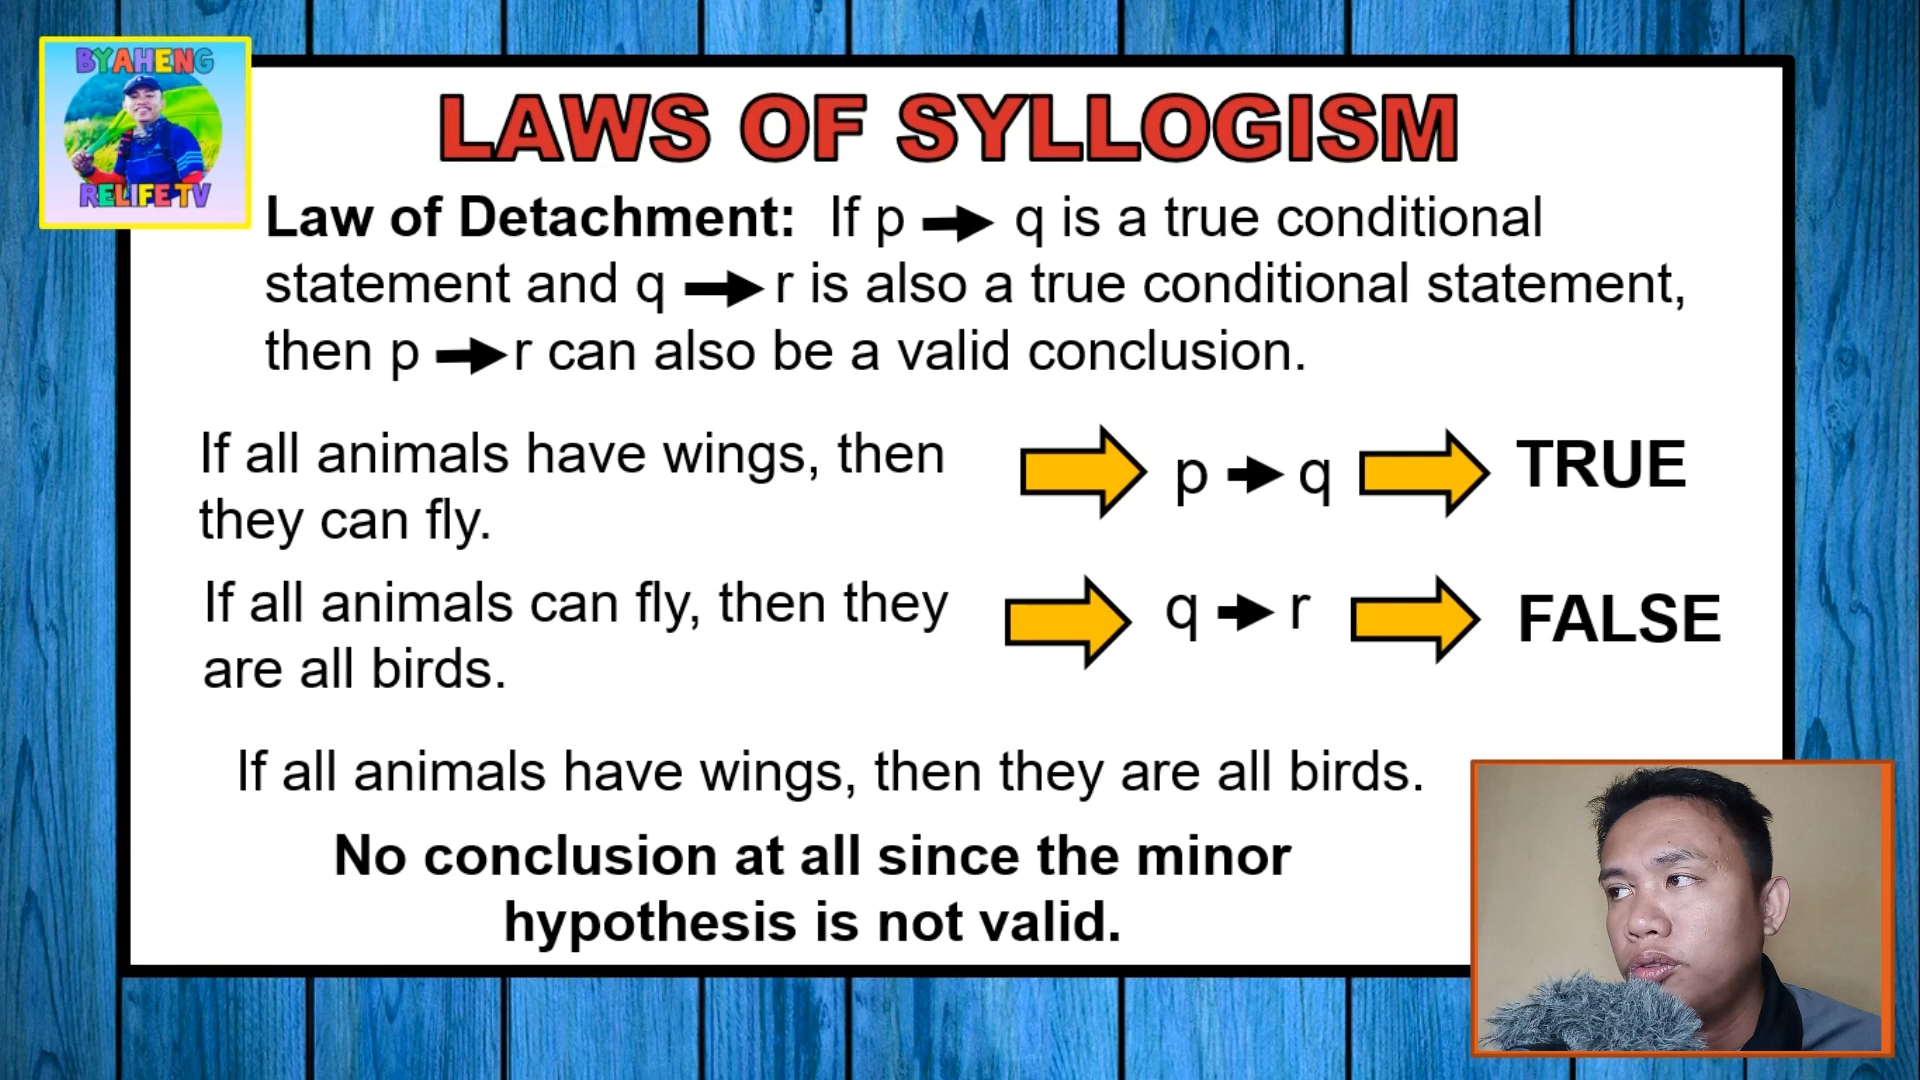 BYAHENG
RELIFE TV
LAWS OF SYLLOGISM
Law of Detachment: If p → q is a true conditional
statement and q → r is also a true conditional statement,
then p → r can also be a valid conclusion.
If all animals have wings, then
they can fly.
p → q
TRUE
If all animals can fly, then they
are all birds.
q → r
FALSE
If all animals have wings, then they are all birds.
No conclusion at all since the minor
hypothesis is not valid.